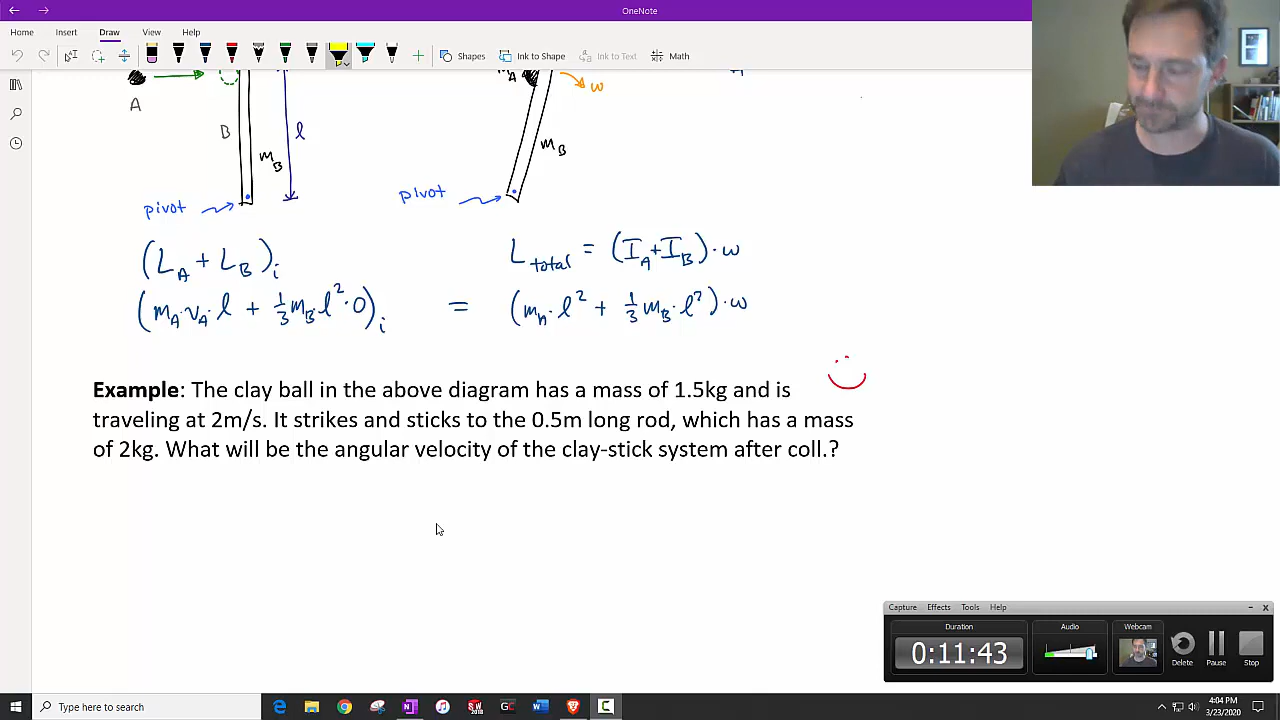 OneNote
Home Insert Draw View Help
Shapes Ink to Shape Ink to Text Math
A
B
l
m_B
pivot
m_A
ω
m_B
pivot
(L_A + L_B)_i
L_total = (I_A + I_B) · ω
(m_A · v_A · l + 1/3 m_B · l² · 0)_i = (m_A · l² + 1/3 m_B · l²) · ω
Example: The clay ball in the above diagram has a mass of 1.5kg and is
traveling at 2m/s. It strikes and sticks to the 0.5m long rod, which has a mass
of 2kg. What will be the angular velocity of the clay-stick system after coll.?
Capture Effects Tools Help
Duration Audio Webcam
0:11:43
Delete Pause Stop
Type here to search
4:04 PM
3/23/2020